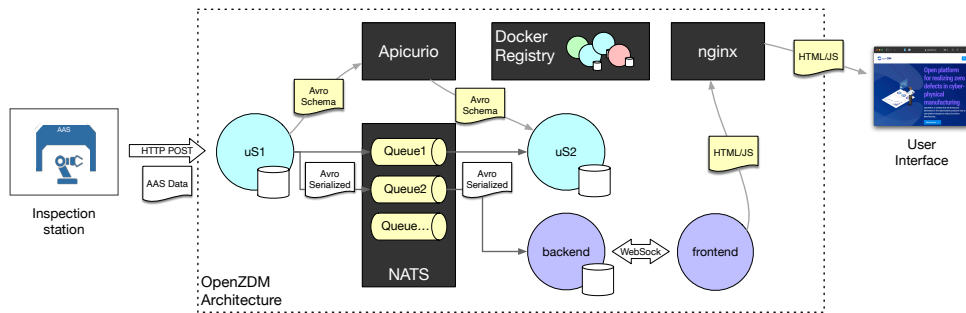 Apicurio
Docker
Registry
nginx
HTML/JS
Open platform
for realizing zero
defects in cyber-
physical
manufacturing
User
Interface
Avro
Schema
Avro
Schema
AAS
HTTP POST
AAS Data
Inspection
station
uS1
Queue1
Avro
Serialized
Queue2
Avro
Serialized
Queue...
NATS
uS2
HTML/JS
backend
WebSock
frontend
OpenZDM
Architecture